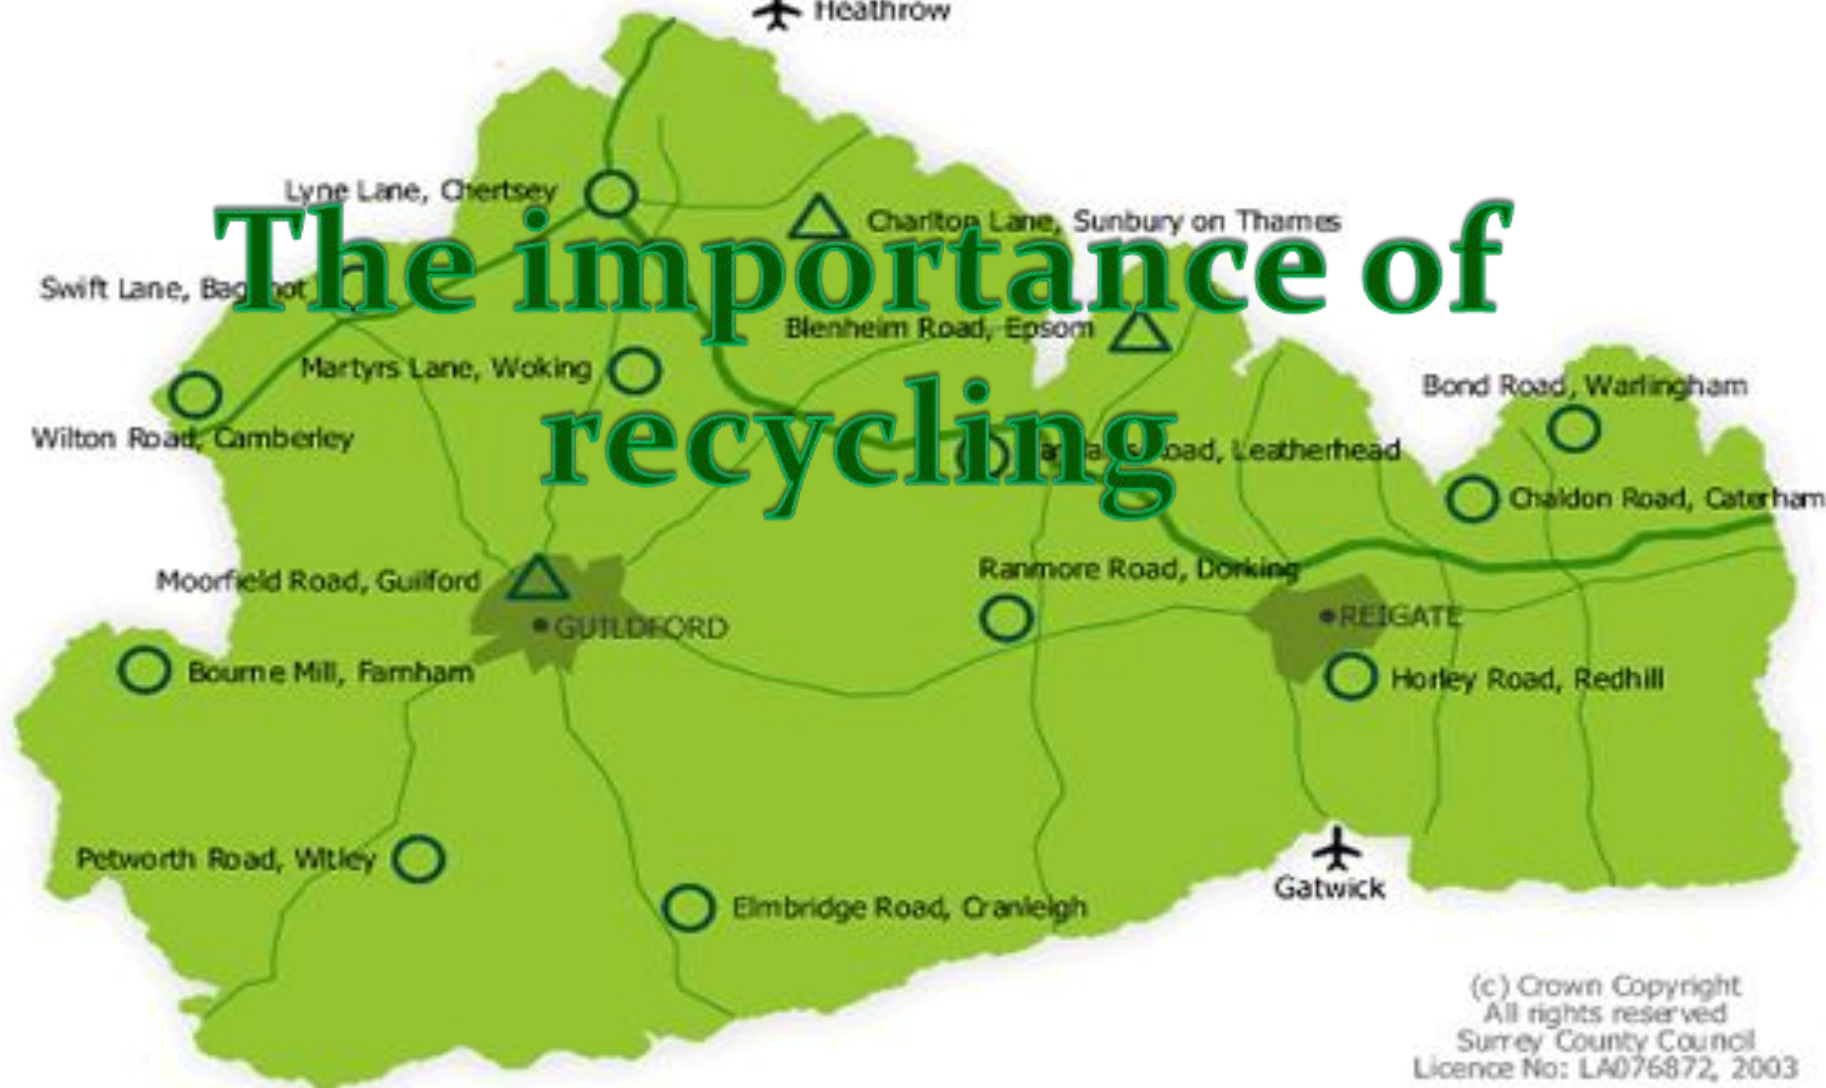 Heathrow
Lyne Lane, Chertsey
Charlton Lane, Sunbury on Thames
The importance of
recycling
Swift Lane,
Blenheim Road, Epsom
Martyrs Lane, Woking
Bond Road, Warlingham
Wilton Road, Camberley
Road, Leatherhead
Chaldon Road, Caterham
Ranmore Road, Dorking
Moorfield Road, Guilford
GUILDFORD
REIGATE
Bourne Mill, Farnham
Horley Road, Redhill
Petworth Road, Witley
Gatwick
Elmbridge Road, Cranleigh
(c) Crown Copyright
All rights reserved
Surrey County Council
Licence No: LA076872, 2003